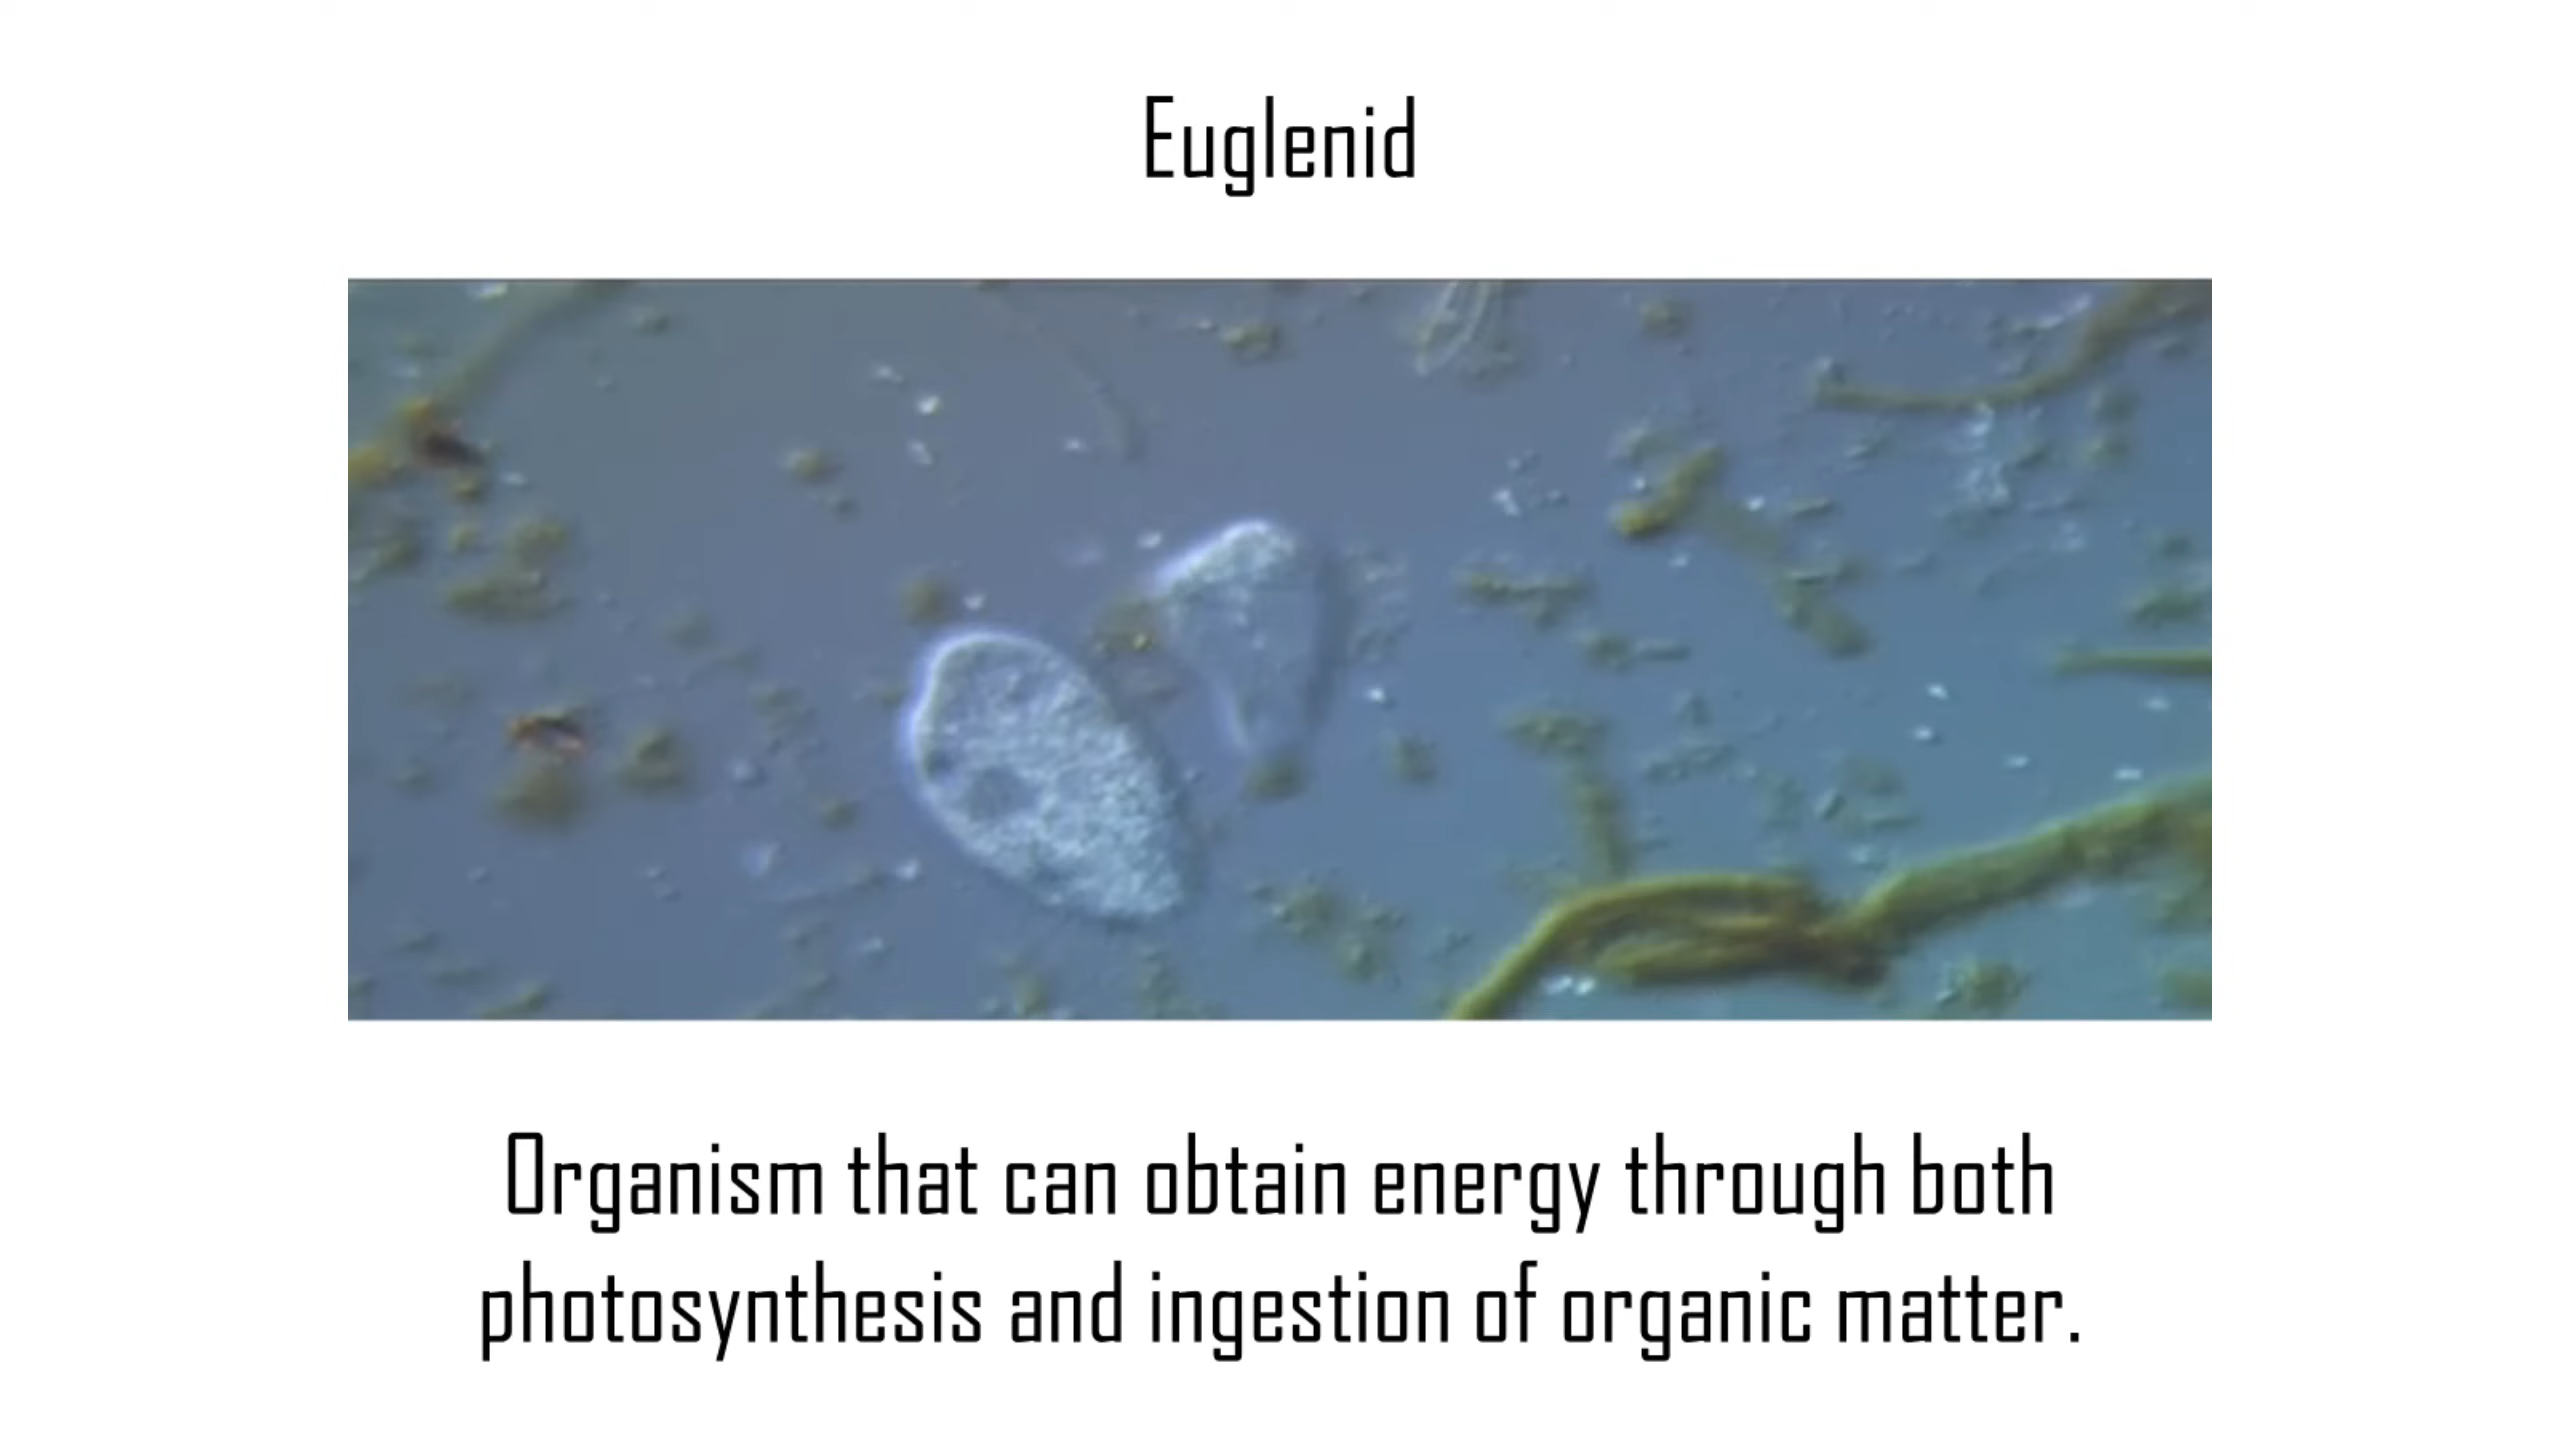 Euglenid
Organism that can obtain energy through both
photosynthesis and ingestion of organic matter.